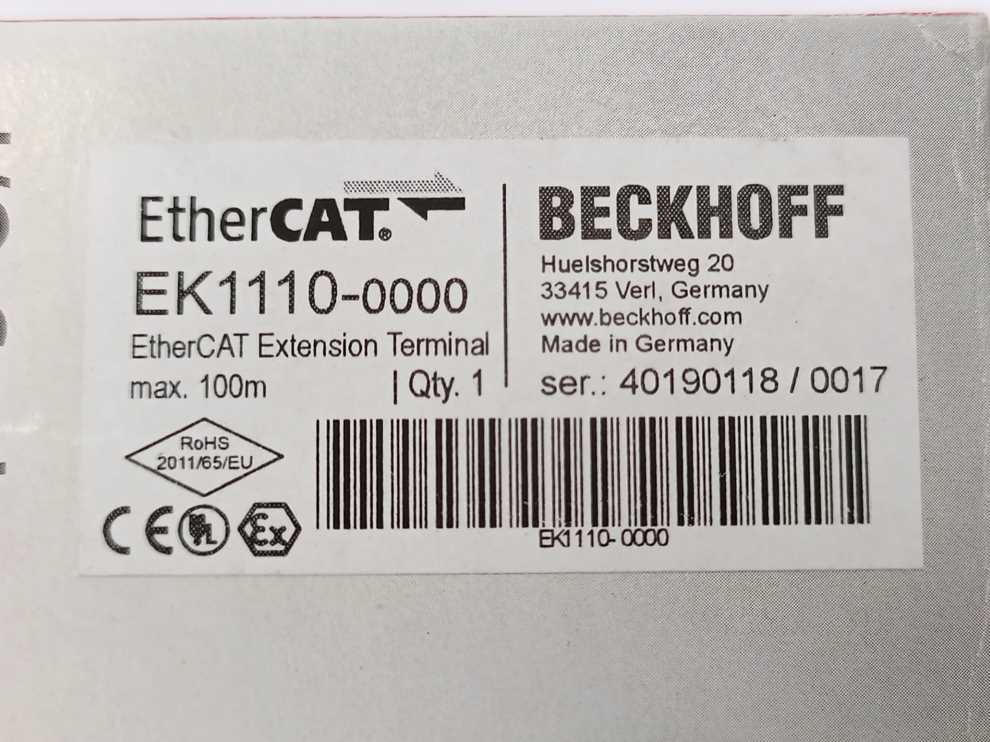 EtherCAT®
EK1110-0000
EtherCAT Extension Terminal
max. 100m | Qty. 1
BECKHOFF
Huelshorstweg 20
33415 Verl, Germany
www.beckhoff.com
Made in Germany
ser.: 40190118 / 0017
RoHS
2011/65/EU
CE UL Ex
EK1110-0000